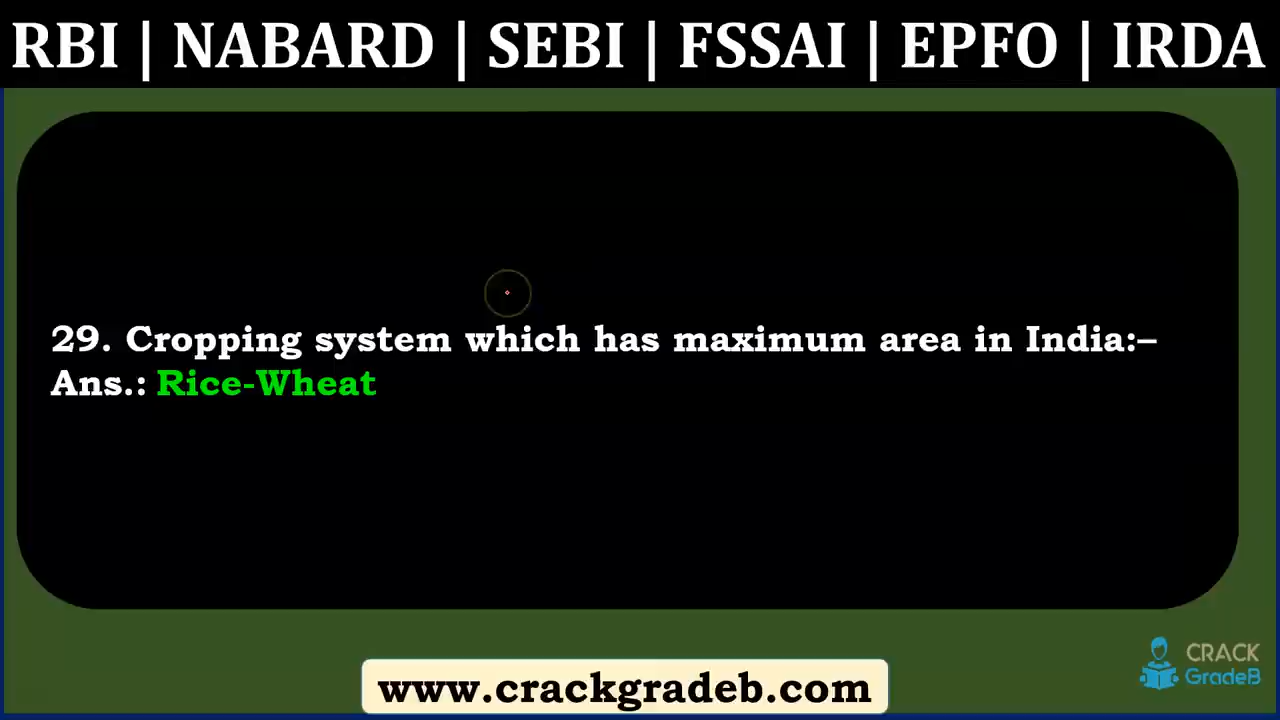 RBI | NABARD | SEBI | FSSAI | EPFO | IRDA
29. Cropping system which has maximum area in India:–
Ans.: Rice-Wheat
www.crackgradeb.com
CRACK
GradeB